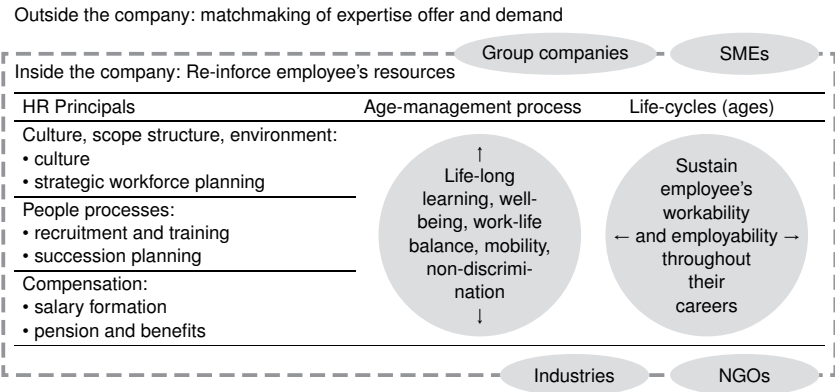 Outside the company: matchmaking of expertise offer and demand
Group companies
SMEs
Inside the company: Re-inforce employee's resources
HR Principals
Age-management process
Life-cycles (ages)
Culture, scope structure, environment:
• culture
• strategic workforce planning
People processes:
• recruitment and training
• succession planning
Compensation:
• salary formation
• pension and benefits
↑
Life-long
learning, well-
being, work-life
balance, mobility,
non-discrimi-
nation
↓
Sustain
employee's
workability
← and employability →
throughout
their
careers
Industries
NGOs